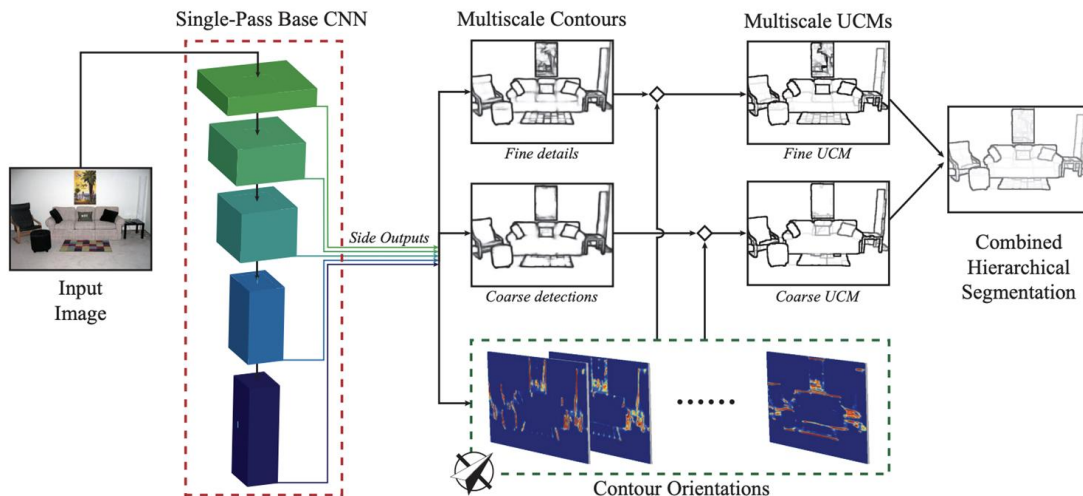 Single-Pass Base CNN
Multiscale Contours
Multiscale UCMs
Fine details
Fine UCM
Side Outputs
Input
Image
Coarse detections
Coarse UCM
Combined
Hierarchical
Segmentation
Contour Orientations